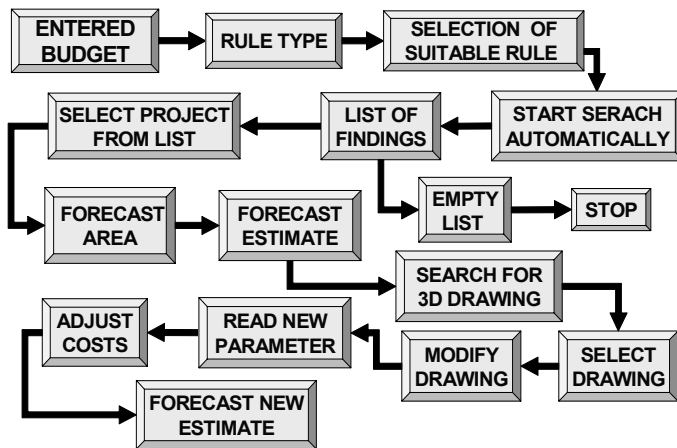 ENTERED
BUDGET
RULE TYPE
SELECTION OF
SUITABLE RULE
START SERACH
AUTOMATICALLY
LIST OF
FINDINGS
SELECT PROJECT
FROM LIST
EMPTY
LIST
STOP
FORECAST
AREA
FORECAST
ESTIMATE
SEARCH FOR
3D DRAWING
SELECT
DRAWING
MODIFY
DRAWING
READ NEW
PARAMETER
ADJUST
COSTS
FORECAST NEW
ESTIMATE